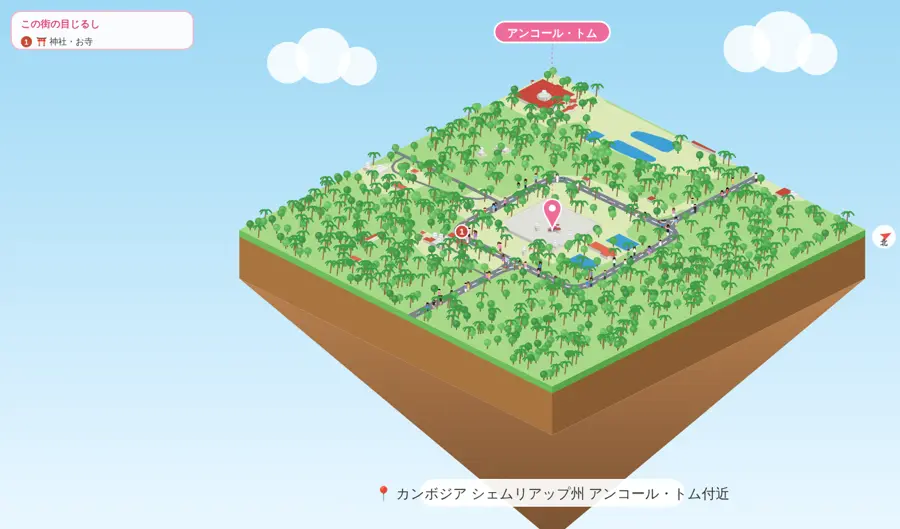 この街の目じるし
1 神社・お寺
アンコール・トム
1
北
カンボジア シェムリアップ州 アンコール・トム付近